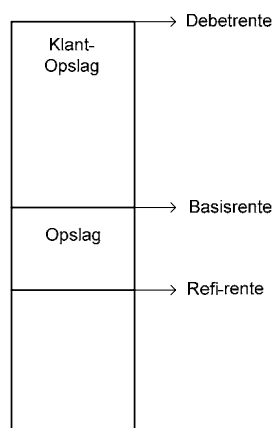 Debetrente
Klant-
Opslag
Basisrente
Opslag
Refi-rente